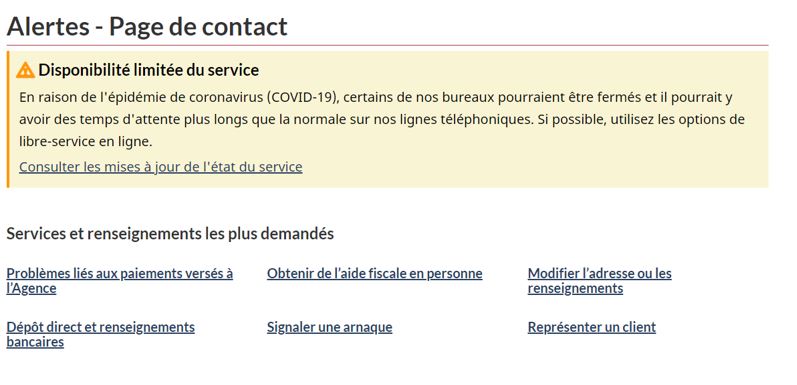 Alertes - Page de contact
Disponibilité limitée du service
En raison de l'épidémie de coronavirus (COVID-19), certains de nos bureaux pourraient être fermés et il pourrait y
avoir des temps d'attente plus longs que la normale sur nos lignes téléphoniques. Si possible, utilisez les options de
libre-service en ligne.
Consulter les mises à jour de l'état du service
Services et renseignements les plus demandés
Problèmes liés aux paiements versés à
l’Agence
Obtenir de l’aide fiscale en personne
Modifier l’adresse ou les
renseignements
Dépôt direct et renseignements
bancaires
Signaler une arnaque
Représenter un client